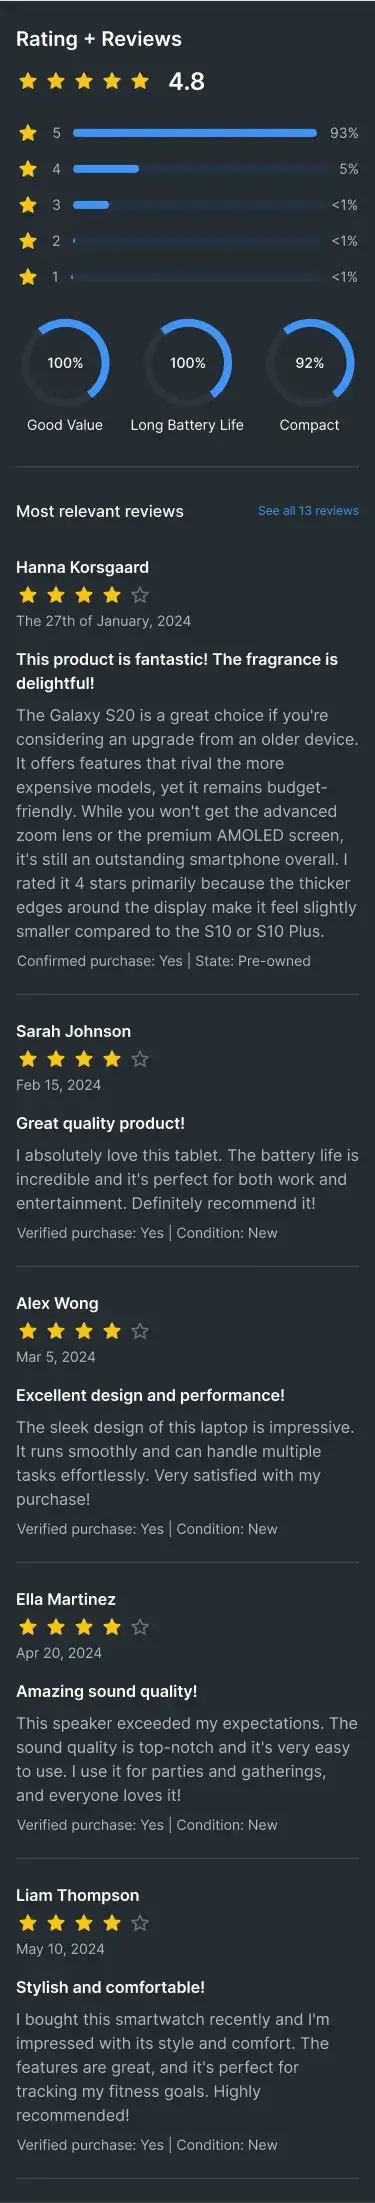 Rating + Reviews
4.8
5 93%
4 5%
3 <1%
2 <1%
1 <1%
100% 100% 92%
Good Value Long Battery Life Compact
Most relevant reviews See all 13 reviews
Hanna Korsgaard
The 27th of January, 2024
This product is fantastic! The fragrance is
delightful!
The Galaxy S20 is a great choice if you're
considering an upgrade from an older device.
It offers features that rival the more
expensive models, yet it remains budget-
friendly. While you won't get the advanced
zoom lens or the premium AMOLED screen,
it's still an outstanding smartphone overall. I
rated it 4 stars primarily because the thicker
edges around the display make it feel slightly
smaller compared to the S10 or S10 Plus.
Confirmed purchase: Yes | State: Pre-owned
Sarah Johnson
Feb 15, 2024
Great quality product!
I absolutely love this tablet. The battery life is
incredible and it's perfect for both work and
entertainment. Definitely recommend it!
Verified purchase: Yes | Condition: New
Alex Wong
Mar 5, 2024
Excellent design and performance!
The sleek design of this laptop is impressive.
It runs smoothly and can handle multiple
tasks effortlessly. Very satisfied with my
purchase!
Verified purchase: Yes | Condition: New
Ella Martinez
Apr 20, 2024
Amazing sound quality!
This speaker exceeded my expectations. The
sound quality is top-notch and it's very easy
to use. I use it for parties and gatherings,
and everyone loves it!
Verified purchase: Yes | Condition: New
Liam Thompson
May 10, 2024
Stylish and comfortable!
I bought this smartwatch recently and I'm
impressed with its style and comfort. The
features are great, and it's perfect for
tracking my fitness goals. Highly
recommended!
Verified purchase: Yes | Condition: New